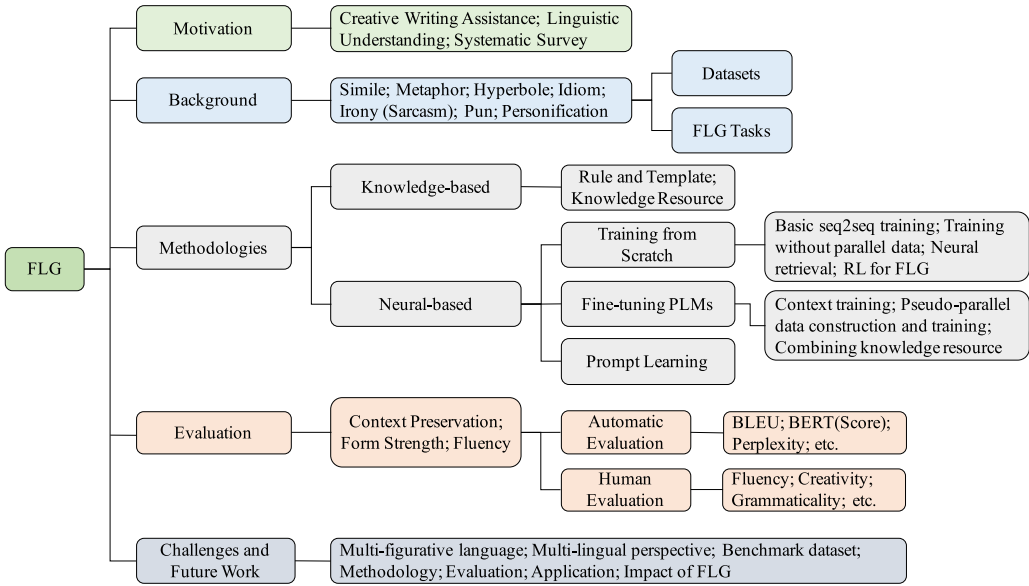 FLG
Motivation
Creative Writing Assistance; Linguistic
Understanding; Systematic Survey
Background
Simile; Metaphor; Hyperbole; Idiom;
Irony (Sarcasm); Pun; Personification
Datasets
FLG Tasks
Methodologies
Knowledge-based
Rule and Template;
Knowledge Resource
Neural-based
Training from
Scratch
Basic seq2seq training; Training
without parallel data; Neural
retrieval; RL for FLG
Fine-tuning PLMs
Context training; Pseudo-parallel
data construction and training;
Combining knowledge resource
Prompt Learning
Evaluation
Context Preservation;
Form Strength; Fluency
Automatic
Evaluation
BLEU; BERT(Score);
Perplexity; etc.
Human
Evaluation
Fluency; Creativity;
Grammaticality; etc.
Challenges and
Future Work
Multi-figurative language; Multi-lingual perspective; Benchmark dataset;
Methodology; Evaluation; Application; Impact of FLG